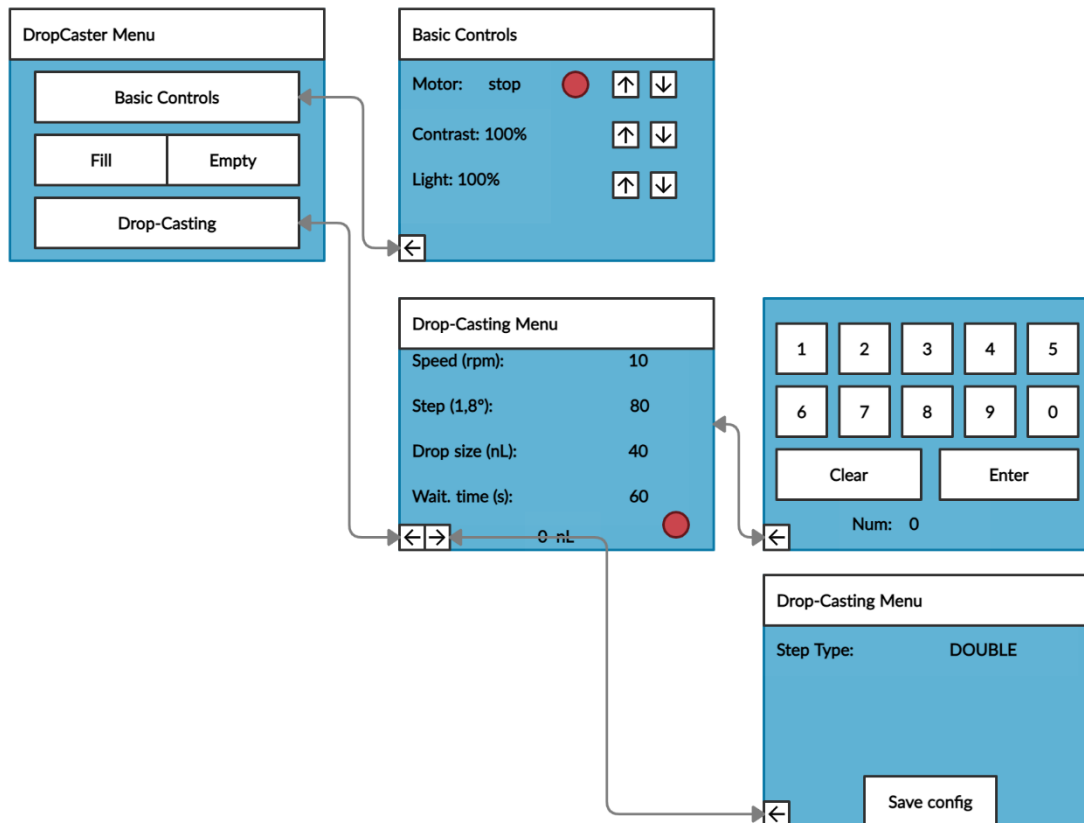 DropCaster Menu
Basic Controls
Fill Empty
Drop-Casting
Basic Controls
Motor: stop ↑ ↓
Contrast: 100% ↑ ↓
Light: 100% ↑ ↓
←
Drop-Casting Menu
Speed (rpm): 10
Step (1,8°): 80
Drop size (nL): 40
Wait. time (s): 60
← → 0 nL
1 2 3 4 5
6 7 8 9 0
Clear Enter
Num: 0
←
Drop-Casting Menu
Step Type: DOUBLE
Save config
←